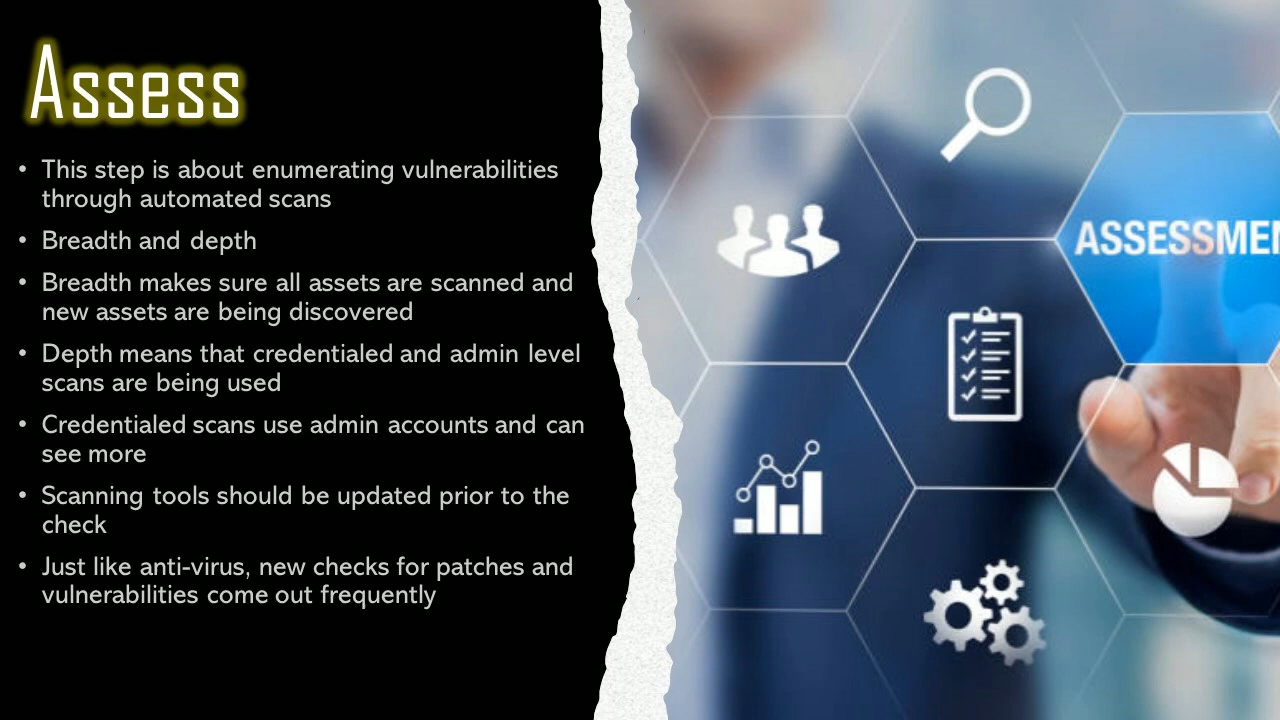 Assess
• This step is about enumerating vulnerabilities
through automated scans
• Breadth and depth
• Breadth makes sure all assets are scanned and
new assets are being discovered
• Depth means that credentialed and admin level
scans are being used
• Credentialed scans use admin accounts and can
see more
• Scanning tools should be updated prior to the
check
• Just like anti-virus, new checks for patches and
vulnerabilities come out frequently
ASSESSMEN